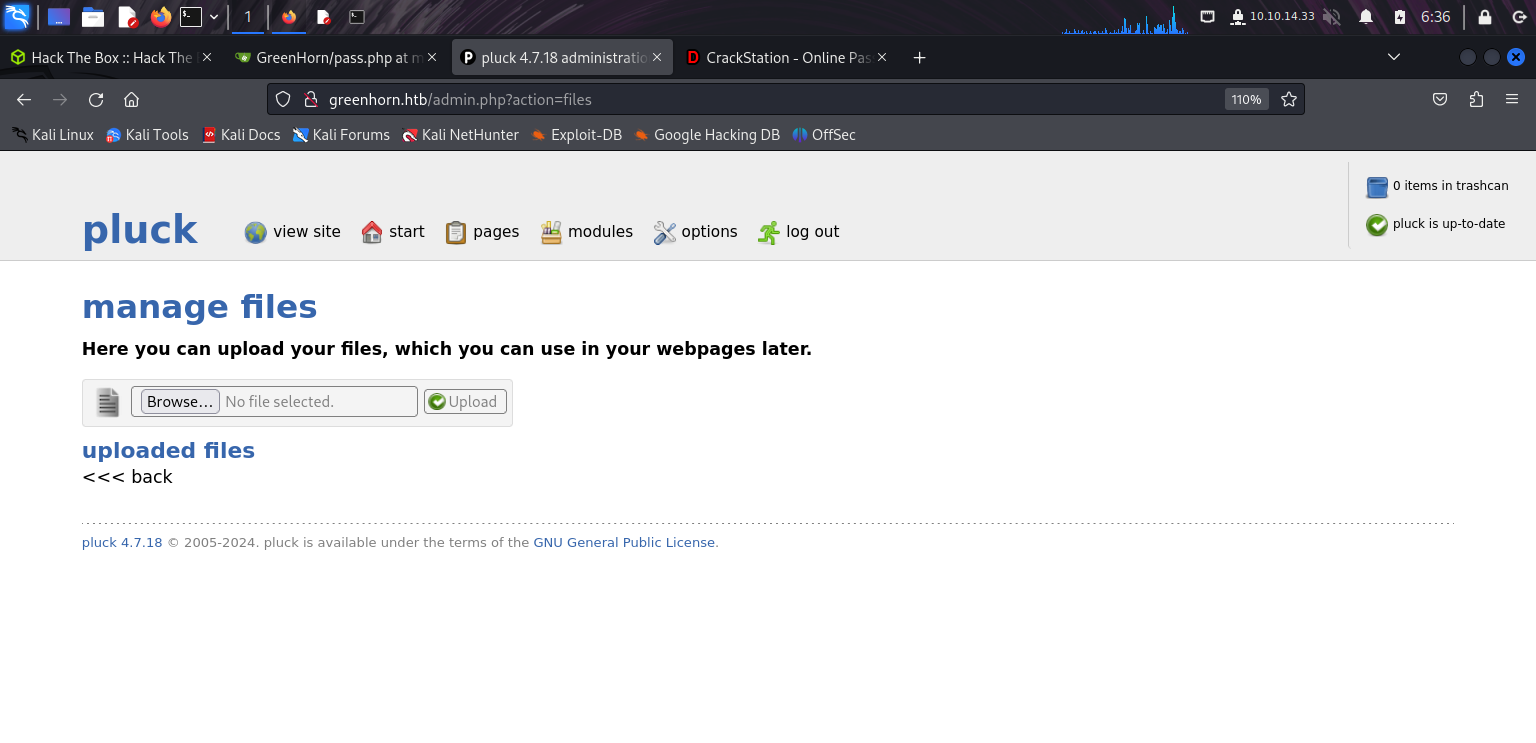 1
10.10.14.33
6:36
Hack The Box :: Hack The
GreenHorn/pass.php at m
pluck 4.7.18 administratio
CrackStation - Online Pas
greenhorn.htb/admin.php?action=files
110%
Kali Linux
Kali Tools
Kali Docs
Kali Forums
Kali NetHunter
Exploit-DB
Google Hacking DB
OffSec
0 items in trashcan
pluck is up-to-date
pluck
view site
start
pages
modules
options
log out
manage files
Here you can upload your files, which you can use in your webpages later.
Browse… No file selected. Upload
uploaded files
<<< back
pluck 4.7.18 © 2005-2024. pluck is available under the terms of the GNU General Public License.